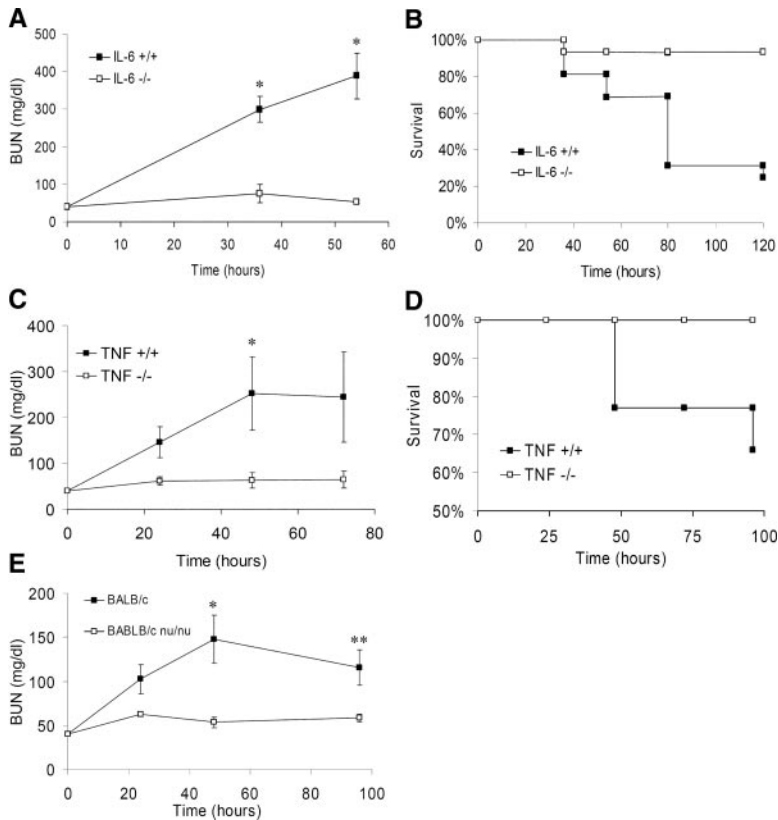 A
500
400
300
200
100
0
BUN (mg/dl)
IL-6 +/+
IL-6 -/-
*
*
0 10 20 30 40 50 60
Time (hours)
B
100%
80%
60%
40%
20%
0%
Survival
IL-6 +/+
IL-6 -/-
0 20 40 60 80 100 120
Time (hours)
C
400
300
200
100
0
BUN (mg/dl)
TNF +/+
TNF -/-
*
0 20 40 60 80
Time (hours)
D
100%
90%
80%
70%
60%
50%
Survival
TNF +/+
TNF -/-
0 25 50 75 100
Time (hours)
E
200
150
100
50
0
BUN (mg/dl)
BALB/c
BABLB/c nu/nu
*
**
0 20 40 60 80 100
Time (hours)